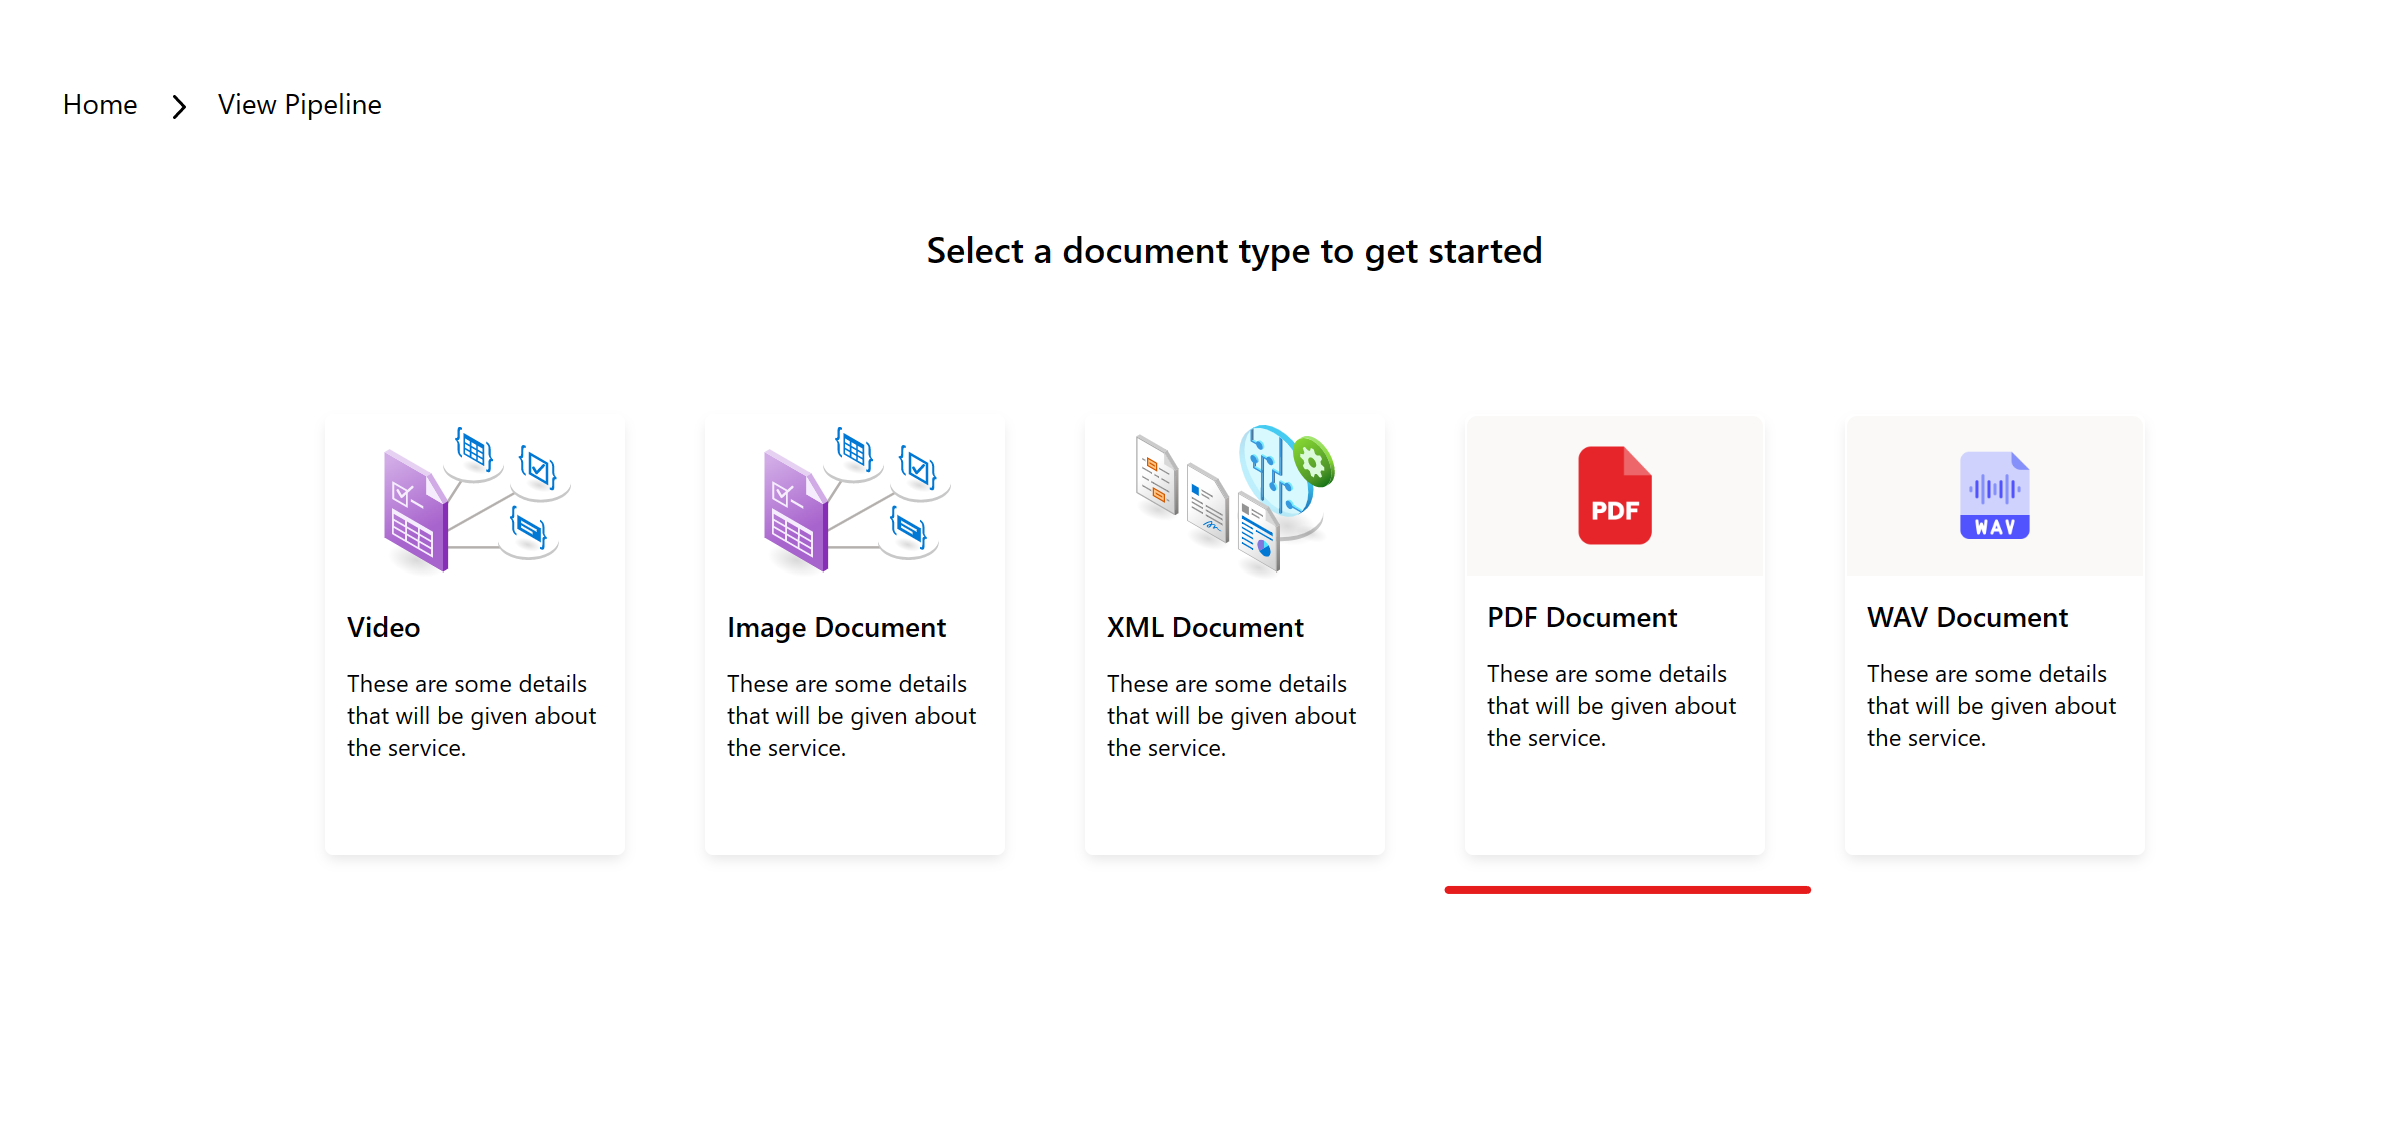 Home > View Pipeline
Select a document type to get started
PDF
WAV
Video
These are some details
that will be given about
the service.
Image Document
These are some details
that will be given about
the service.
XML Document
These are some details
that will be given about
the service.
PDF Document
These are some details
that will be given about
the service.
WAV Document
These are some details
that will be given about
the service.